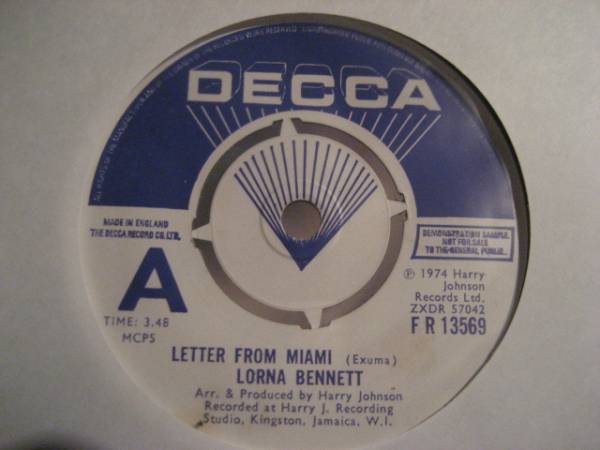 DECCA
MADE IN ENGLAND
THE DECCA RECORD CO. LTD.
DEMONSTRATION SAMPLE
NOT FOR SALE
TO THE GENERAL PUBLIC
A
TIME: 3.48
MCPS
℗ 1974 Harry
Johnson
Records Ltd.
ZXDR 57042
F R 13569
LETTER FROM MIAMI (Exuma)
LORNA BENNETT
Arr. & Produced by Harry Johnson
Recorded at Harry J. Recording
Studio, Kingston, Jamaica, W.I.